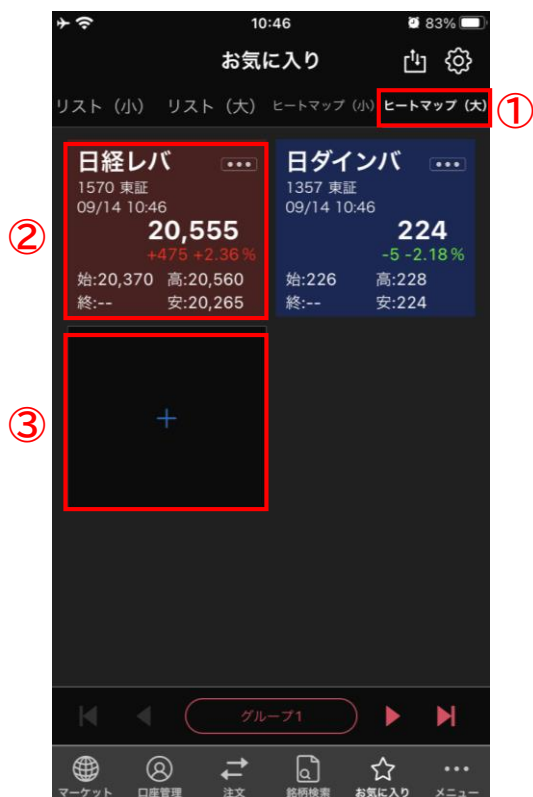 10:46 83%
お気に入り
リスト（小） リスト（大） ヒートマップ（小） ヒートマップ（大） ①
②
日経レバ •••
1570 東証
09/14 10:46
20,555
+475 +2.36%
始:20,370 高:20,560
終:-- 安:20,265
日ダインバ •••
1357 東証
09/14 10:46
224
-5 -2.18%
始:226 高:228
終:-- 安:224
③
+
グループ1
マーケット 口座管理 注文 銘柄検索 お気に入り メニュー